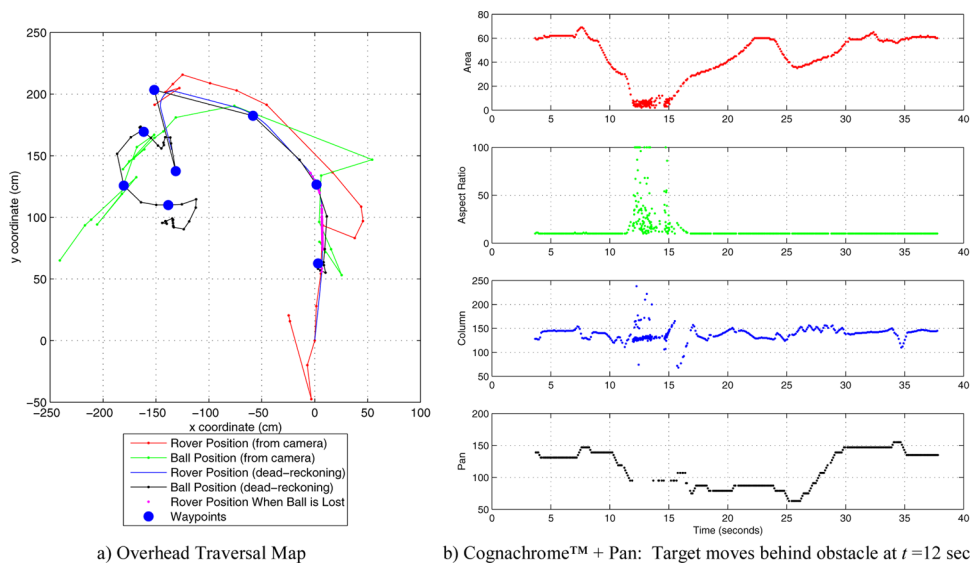 250
200
150
100
50
0
−50
−250
−200
−150
−100
−50
0
50
100
y coordinate (cm)
x coordinate (cm)
Rover Position (from camera)
Ball Position (from camera)
Rover Position (dead−reckoning)
Ball Position (dead−reckoning)
Rover Position When Ball is Lost
Waypoints
a) Overhead Traversal Map
80
60
40
20
0
Area
0 5 10 15 20 25 30 35 40
100
50
0
Aspect Ratio
0 5 10 15 20 25 30 35 40
250
200
150
100
50
Column
0 5 10 15 20 25 30 35 40
200
150
100
50
Pan
0 5 10 15 20 25 30 35 40
Time (seconds)
b) Cognachrome™ + Pan: Target moves behind obstacle at t =12 sec